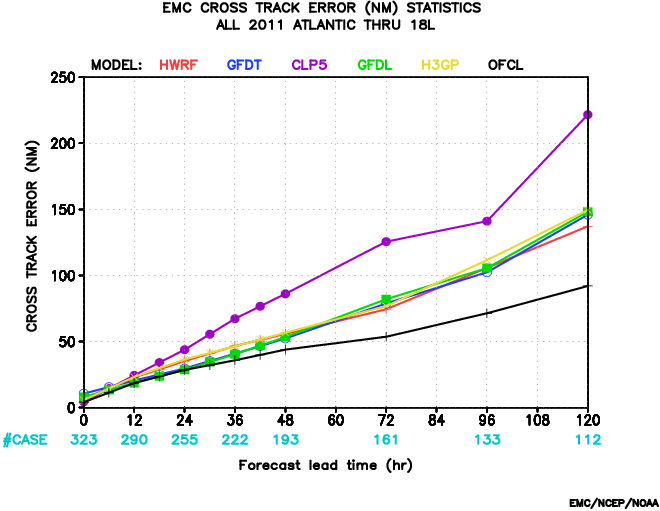 EMC CROSS TRACK ERROR (NM) STATISTICS
ALL 2011 ATLANTIC THRU 18L
MODEL: HWRF GFDT CLP5 GFDL H3GP OFCL
CROSS TRACK ERROR (NM)
250
200
150
100
50
0
0 12 24 36 48 60 72 84 96 108 120
#CASE 323 290 255 222 193 161 133 112
Forecast lead time (hr)
EMC/NCEP/NOAA